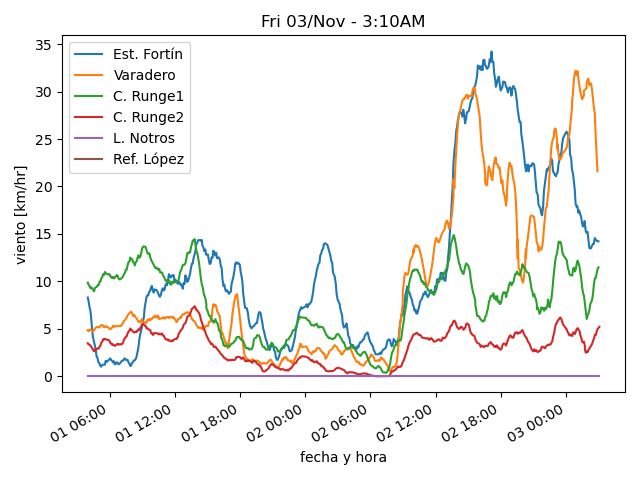 Fri 03/Nov - 3:10AM
viento [km/hr]
35
30
25
20
15
10
5
0
Est. Fortín
Varadero
C. Runge1
C. Runge2
L. Notros
Ref. López
01 06:00
01 12:00
01 18:00
02 00:00
02 06:00
02 12:00
02 18:00
03 00:00
fecha y hora